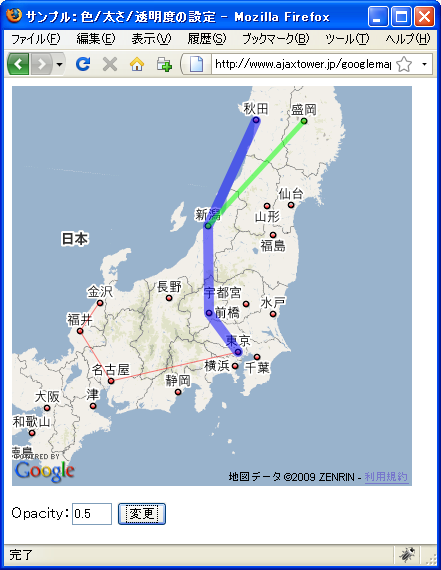 サンプル: 色/太さ/透明度の設定 - Mozilla Firefox
ファイル(F) 編集(E) 表示(V) 履歴(S) ブックマーク(B) ツール(T) ヘルプ(H)
http://www.ajaxtower.jp/googlemap
秋田 盛岡
仙台
山形
新潟
福島
日本
金沢 長野 宇都宮 水戸
福井 前橋
東京
名古屋 横浜 千葉
大阪 津 静岡
和歌山
徳島
POWERED BY
Google
地図データ ©2009 ZENRIN - 利用規約
Opacity: 0.5 変更
完了